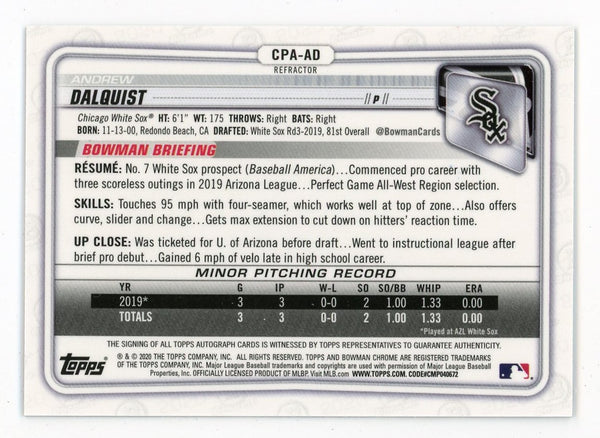 CPA-AD
REFRACTOR
ANDREW
DALQUIST
//P//
Sox
Chicago White Sox® HT: 6'1" WT: 175 THROWS: Right BATS: Right
BORN: 11-13-00, Redondo Beach, CA DRAFTED: White Sox Rd3-2019, 81st Overall @BowmanCards
BOWMAN BRIEFING
RÉSUMÉ: No. 7 White Sox prospect (Baseball America)...Commenced pro career with
three scoreless outings in 2019 Arizona League...Perfect Game All-West Region selection.
SKILLS: Touches 95 mph with four-seamer, which works well at top of zone...Also offers
curve, slider and change...Gets max extension to cut down on hitters' reaction time.
UP CLOSE: Was ticketed for U. of Arizona before draft...Went to instructional league after
brief pro debut...Gained 6 mph of velo late in high school career.
MINOR PITCHING RECORD
YR G IP W-L SO SO/BB WHIP ERA
2019* 3 3 0-0 2 1.00 1.33 0.00
TOTALS 3 3 0-0 2 1.00 1.33 0.00
*Played at AZL White Sox
THE SIGNING OF ALL TOPPS AUTOGRAPH CARDS IS WITNESSED BY TOPPS REPRESENTATIVES TO GUARANTEE AUTHENTICITY.
Topps
® & © 2020 THE TOPPS COMPANY, INC. ALL RIGHTS RESERVED. TOPPS AND BOWMAN CHROME ARE REGISTERED TRADEMARKS
OF THE TOPPS COMPANY, INC. Major League Baseball trademarks and copyrights are used with permission of Major League Baseball
Properties, Inc. OFFICIALLY LICENSED PRODUCT OF MLBP. Visit MLB.com WWW.TOPPS.COM. CODE#CMP040672